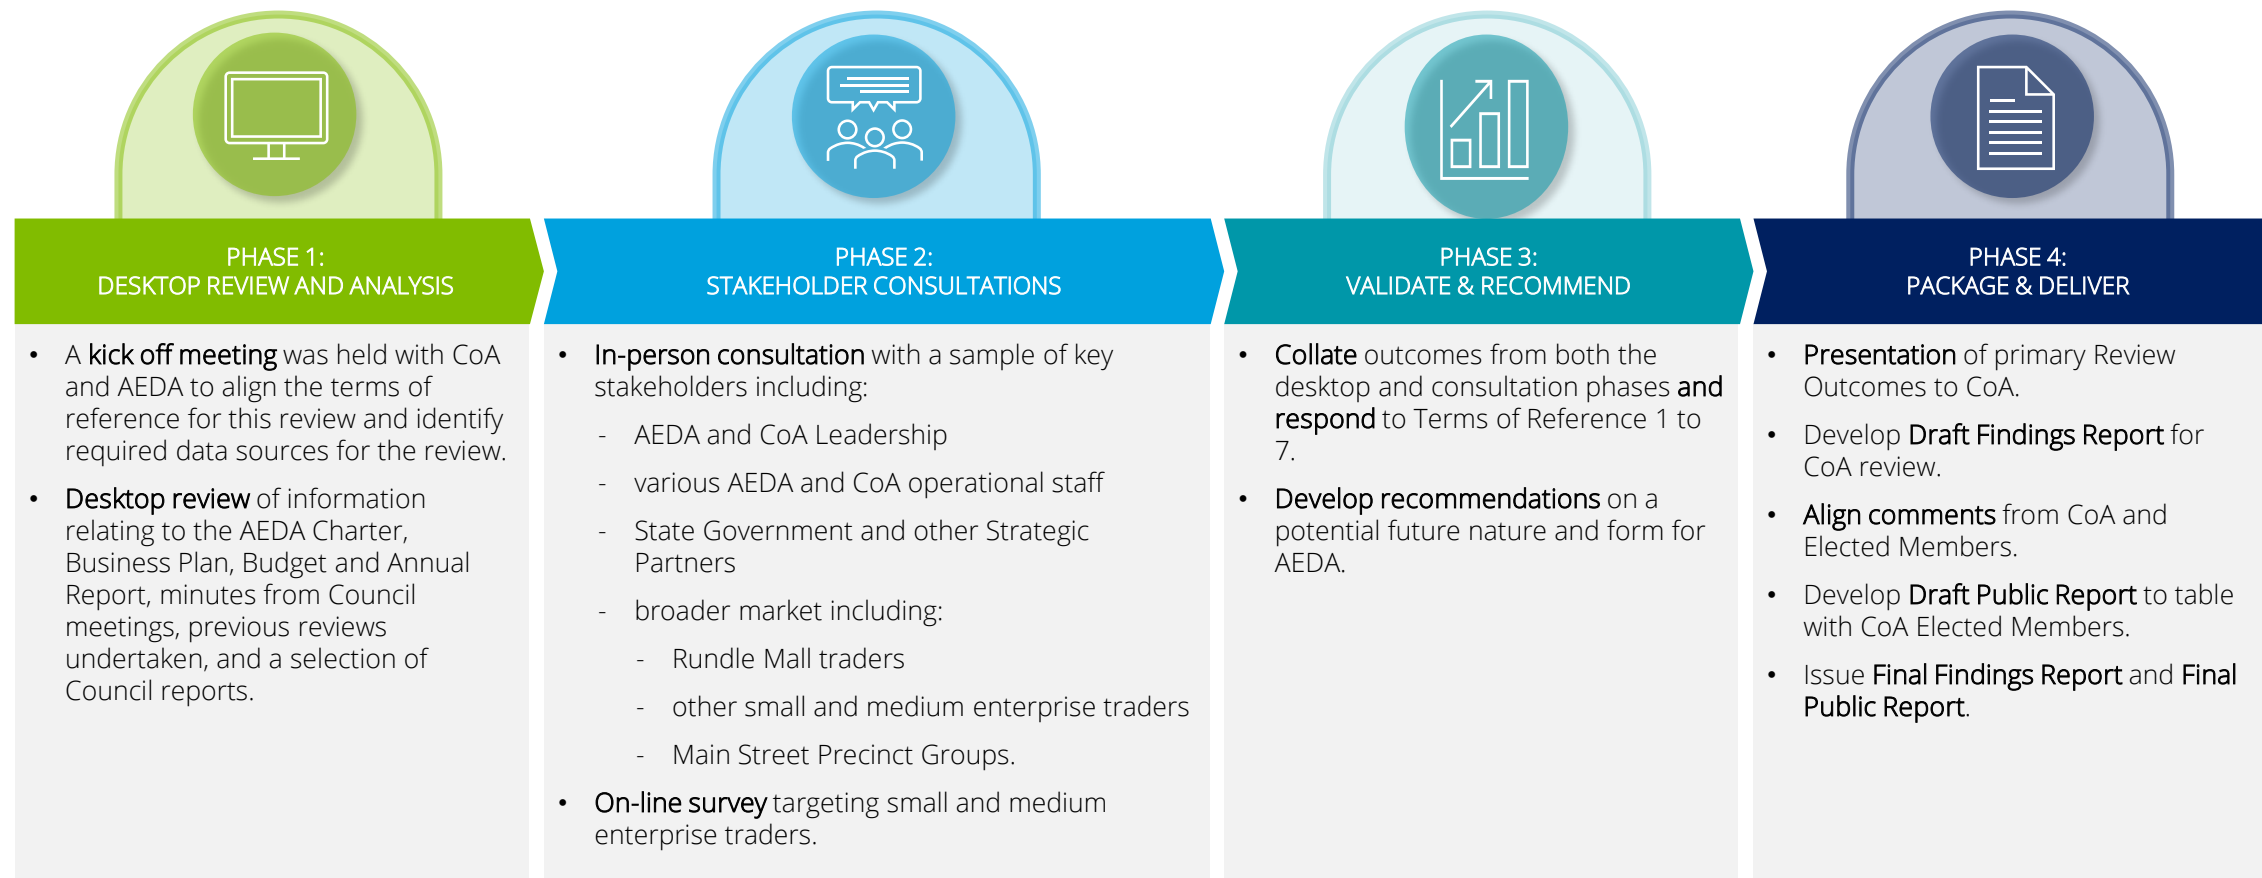 PHASE 1:
DESKTOP REVIEW AND ANALYSIS
• A kick off meeting was held with CoA
and AEDA to align the terms of
reference for this review and identify
required data sources for the review.
• Desktop review of information
relating to the AEDA Charter,
Business Plan, Budget and Annual
Report, minutes from Council
meetings, previous reviews
undertaken, and a selection of
Council reports.
PHASE 2:
STAKEHOLDER CONSULTATIONS
• In-person consultation with a sample of key
stakeholders including:
- AEDA and CoA Leadership
- various AEDA and CoA operational staff
- State Government and other Strategic
Partners
- broader market including:
- Rundle Mall traders
- other small and medium enterprise traders
- Main Street Precinct Groups.
• On-line survey targeting small and medium
enterprise traders.
PHASE 3:
VALIDATE & RECOMMEND
• Collate outcomes from both the
desktop and consultation phases and
respond to Terms of Reference 1 to
7.
• Develop recommendations on a
potential future nature and form for
AEDA.
PHASE 4:
PACKAGE & DELIVER
• Presentation of primary Review
Outcomes to CoA.
• Develop Draft Findings Report for
CoA review.
• Align comments from CoA and
Elected Members.
• Develop Draft Public Report to table
with CoA Elected Members.
• Issue Final Findings Report and Final
Public Report.